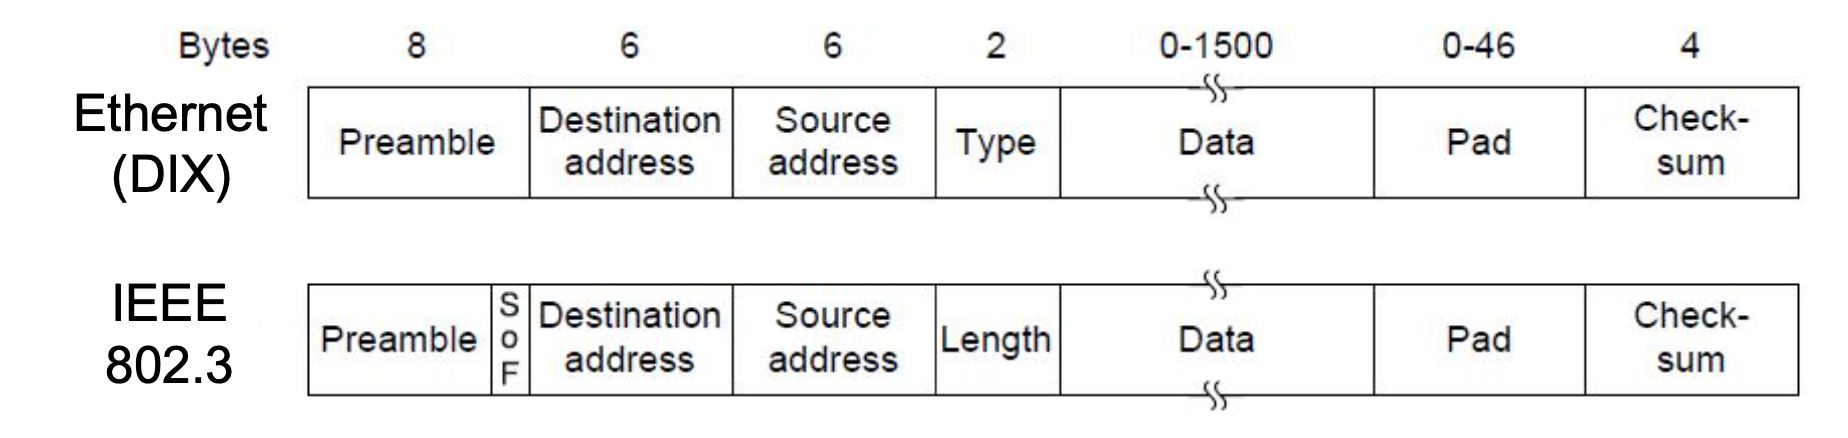 Bytes 8 6 6 2 0-1500 0-46 4
Ethernet
(DIX)
Preamble
Destination
address
Source
address
Type
Data
Pad
Check-
sum
IEEE
802.3
Preamble
S
o
F
Destination
address
Source
address
Length
Data
Pad
Check-
sum